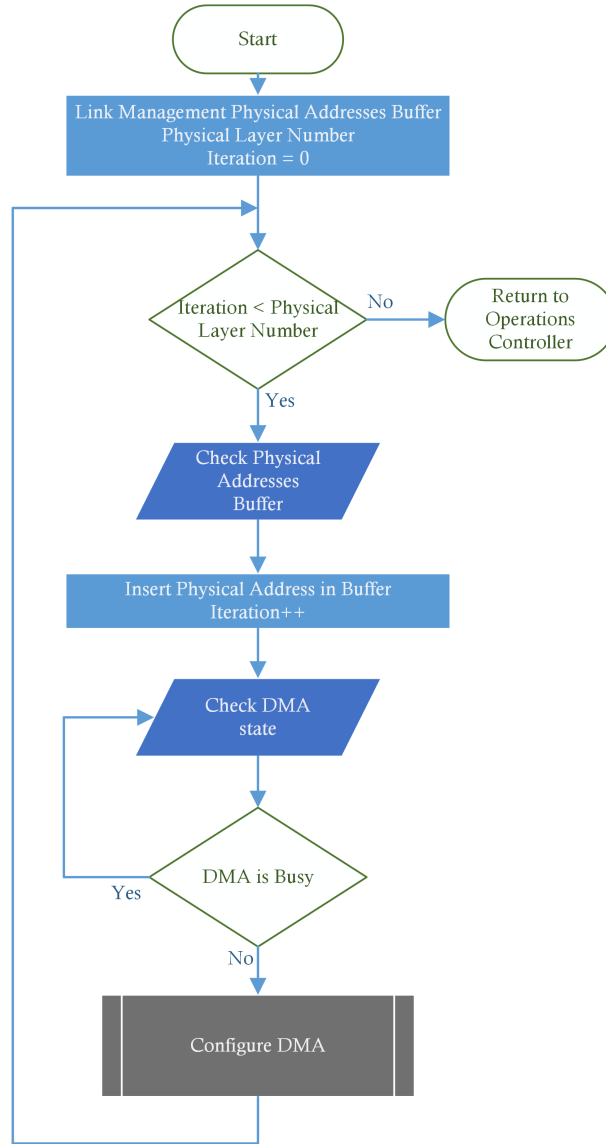 Start
Link Management Physical Addresses Buffer
Physical Layer Number
Iteration = 0
Iteration < Physical
Layer Number
No
Return to
Operations
Controller
Yes
Check Physical
Addresses
Buffer
Insert Physical Address in Buffer
Iteration++
Check DMA
state
DMA is Busy
Yes
No
Configure DMA